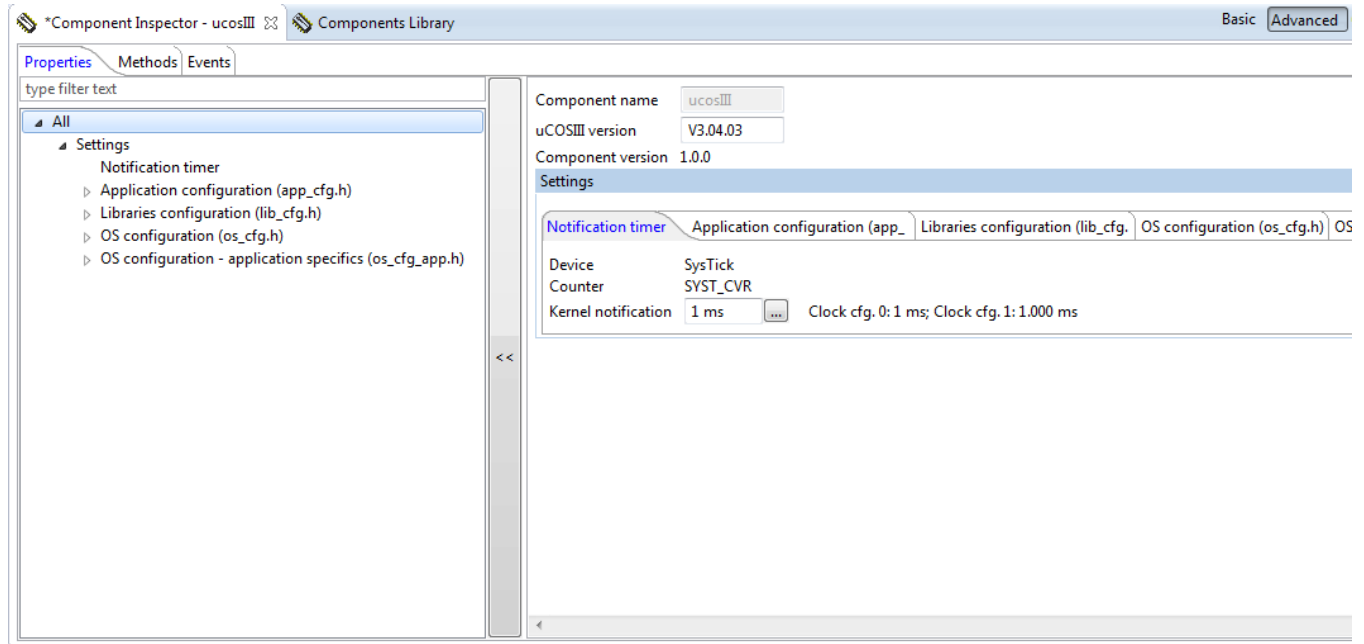 *Component Inspector - ucosⅢ Components Library Basic Advanced
Properties Methods Events
type filter text
All
Settings
Notification timer
Application configuration (app_cfg.h)
Libraries configuration (lib_cfg.h)
OS configuration (os_cfg.h)
OS configuration - application specifics (os_cfg_app.h)
<<
Component name ucosⅢ
uCOSⅢ version V3.04.03
Component version 1.0.0
Settings
Notification timer Application configuration (app_ Libraries configuration (lib_cfg. OS configuration (os_cfg.h) OS
Device SysTick
Counter SYST_CVR
Kernel notification 1 ms ... Clock cfg. 0: 1 ms; Clock cfg. 1: 1.000 ms